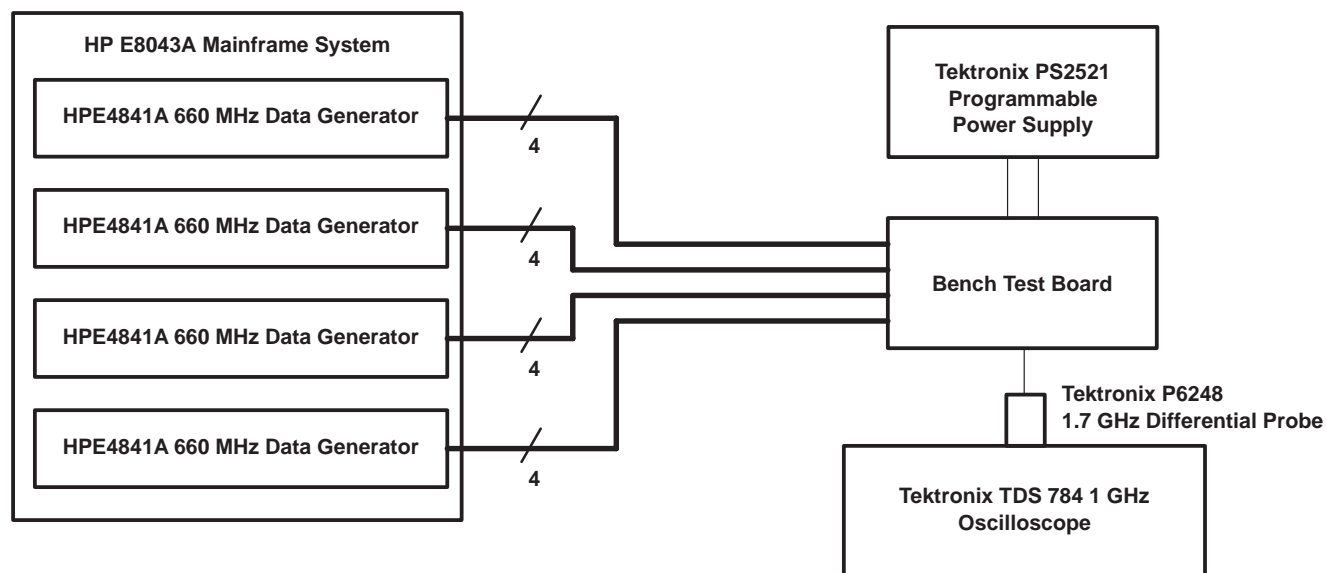 HP E8043A Mainframe System
HPE4841A 660 MHz Data Generator
4
HPE4841A 660 MHz Data Generator
4
HPE4841A 660 MHz Data Generator
4
HPE4841A 660 MHz Data Generator
4
Tektronix PS2521
Programmable
Power Supply
Bench Test Board
Tektronix P6248
1.7 GHz Differential Probe
Tektronix TDS 784 1 GHz
Oscilloscope